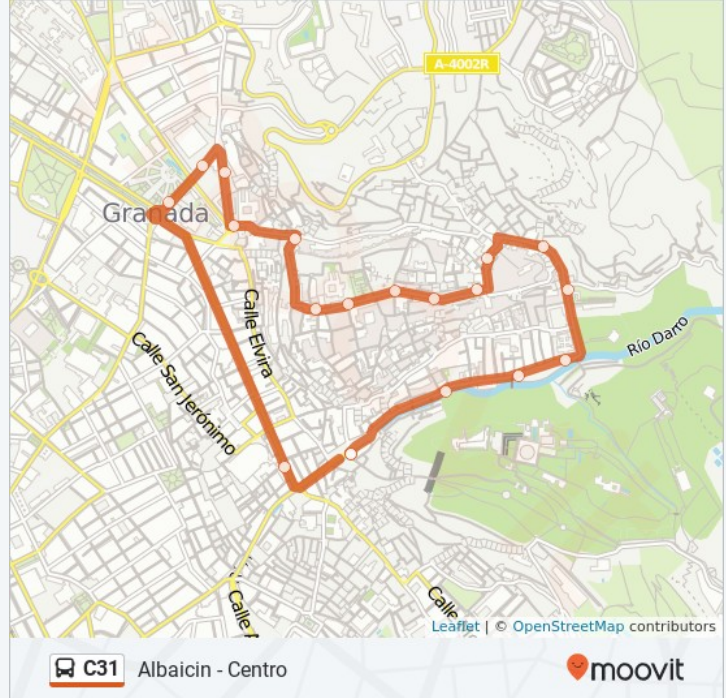 A-4002R
Granada
Calle Elvira
Río Darro
Calle San Jerónimo
Calle
Leaflet | © OpenStreetMap contributors
C31 Albaicin - Centro
moovit